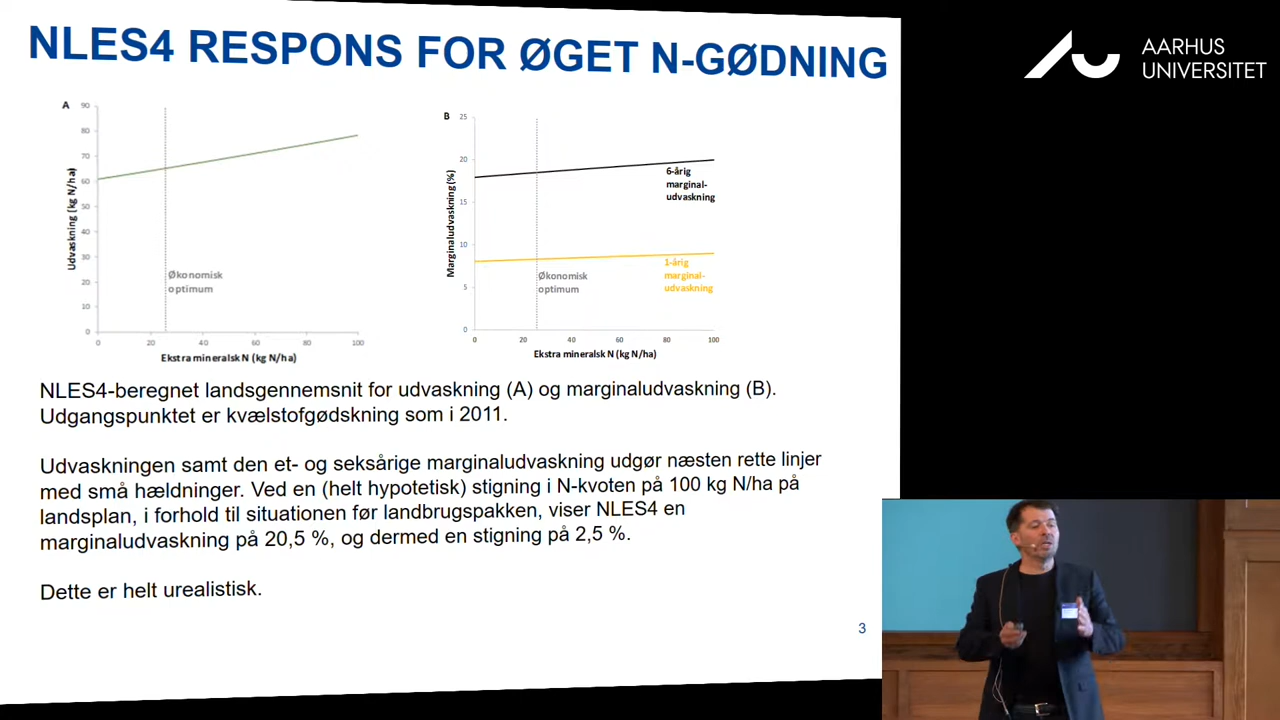 NLES4 RESPONS FOR ØGET N-GØDNING
AARHUS
UNIVERSITET
A
90
80
70
60
50
40
30
20
10
0
Udvaskning (kg N/ha)
Økonomisk
optimum
0 20 40 60 80 100
Ekstra mineralsk N (kg N/ha)
B
25
20
15
10
5
0
Marginaludvaskning (%)
6-årig
marginal-
udvaskning
1-årig
marginal-
udvaskning
Økonomisk
optimum
0 20 40 60 80 100
Ekstra mineralsk N (kg N/ha)
NLES4-beregnet landsgennemsnit for udvaskning (A) og marginaludvaskning (B).
Udgangspunktet er kvælstofgødskning som i 2011.
Udvaskningen samt den et- og seksårige marginaludvaskning udgør næsten rette linjer
med små hældninger. Ved en (helt hypotetisk) stigning i N-kvoten på 100 kg N/ha på
landsplan, i forhold til situationen før landbrugspakken, viser NLES4 en
marginaludvaskning på 20,5 %, og dermed en stigning på 2,5 %.
Dette er helt urealistisk.
3